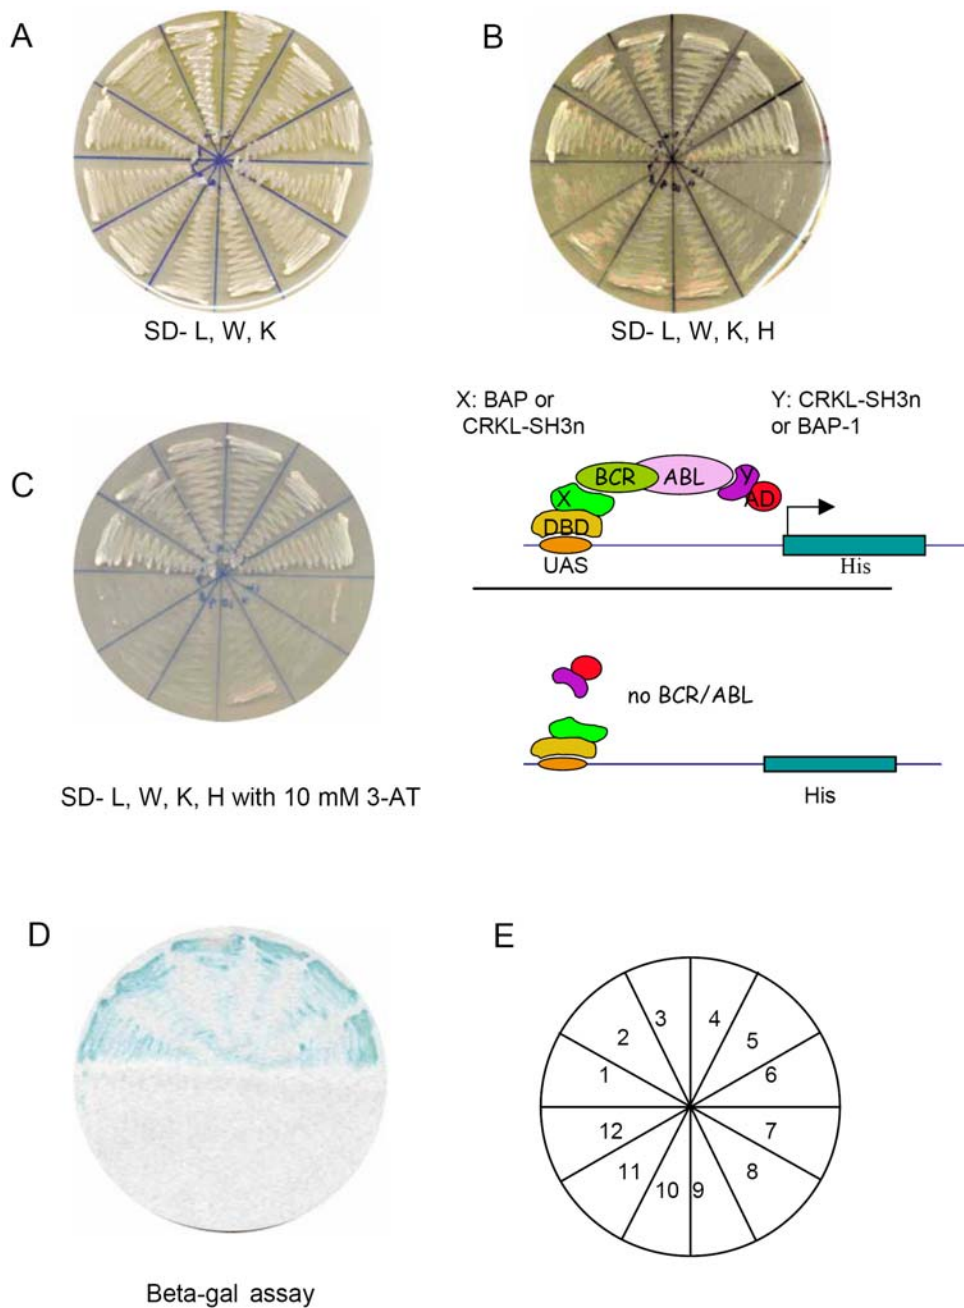 A
B
SD- L, W, K
SD- L, W, K, H
X: BAP or
CRKL-SH3n
Y: CRKL-SH3n
or BAP-1
C
BCR
ABL
X
Y
AD
DBD
UAS
His
no BCR/ABL
His
SD- L, W, K, H with 10 mM 3-AT
D
E
3
4
2
5
1
6
12
7
11
8
10
9
Beta-gal assay